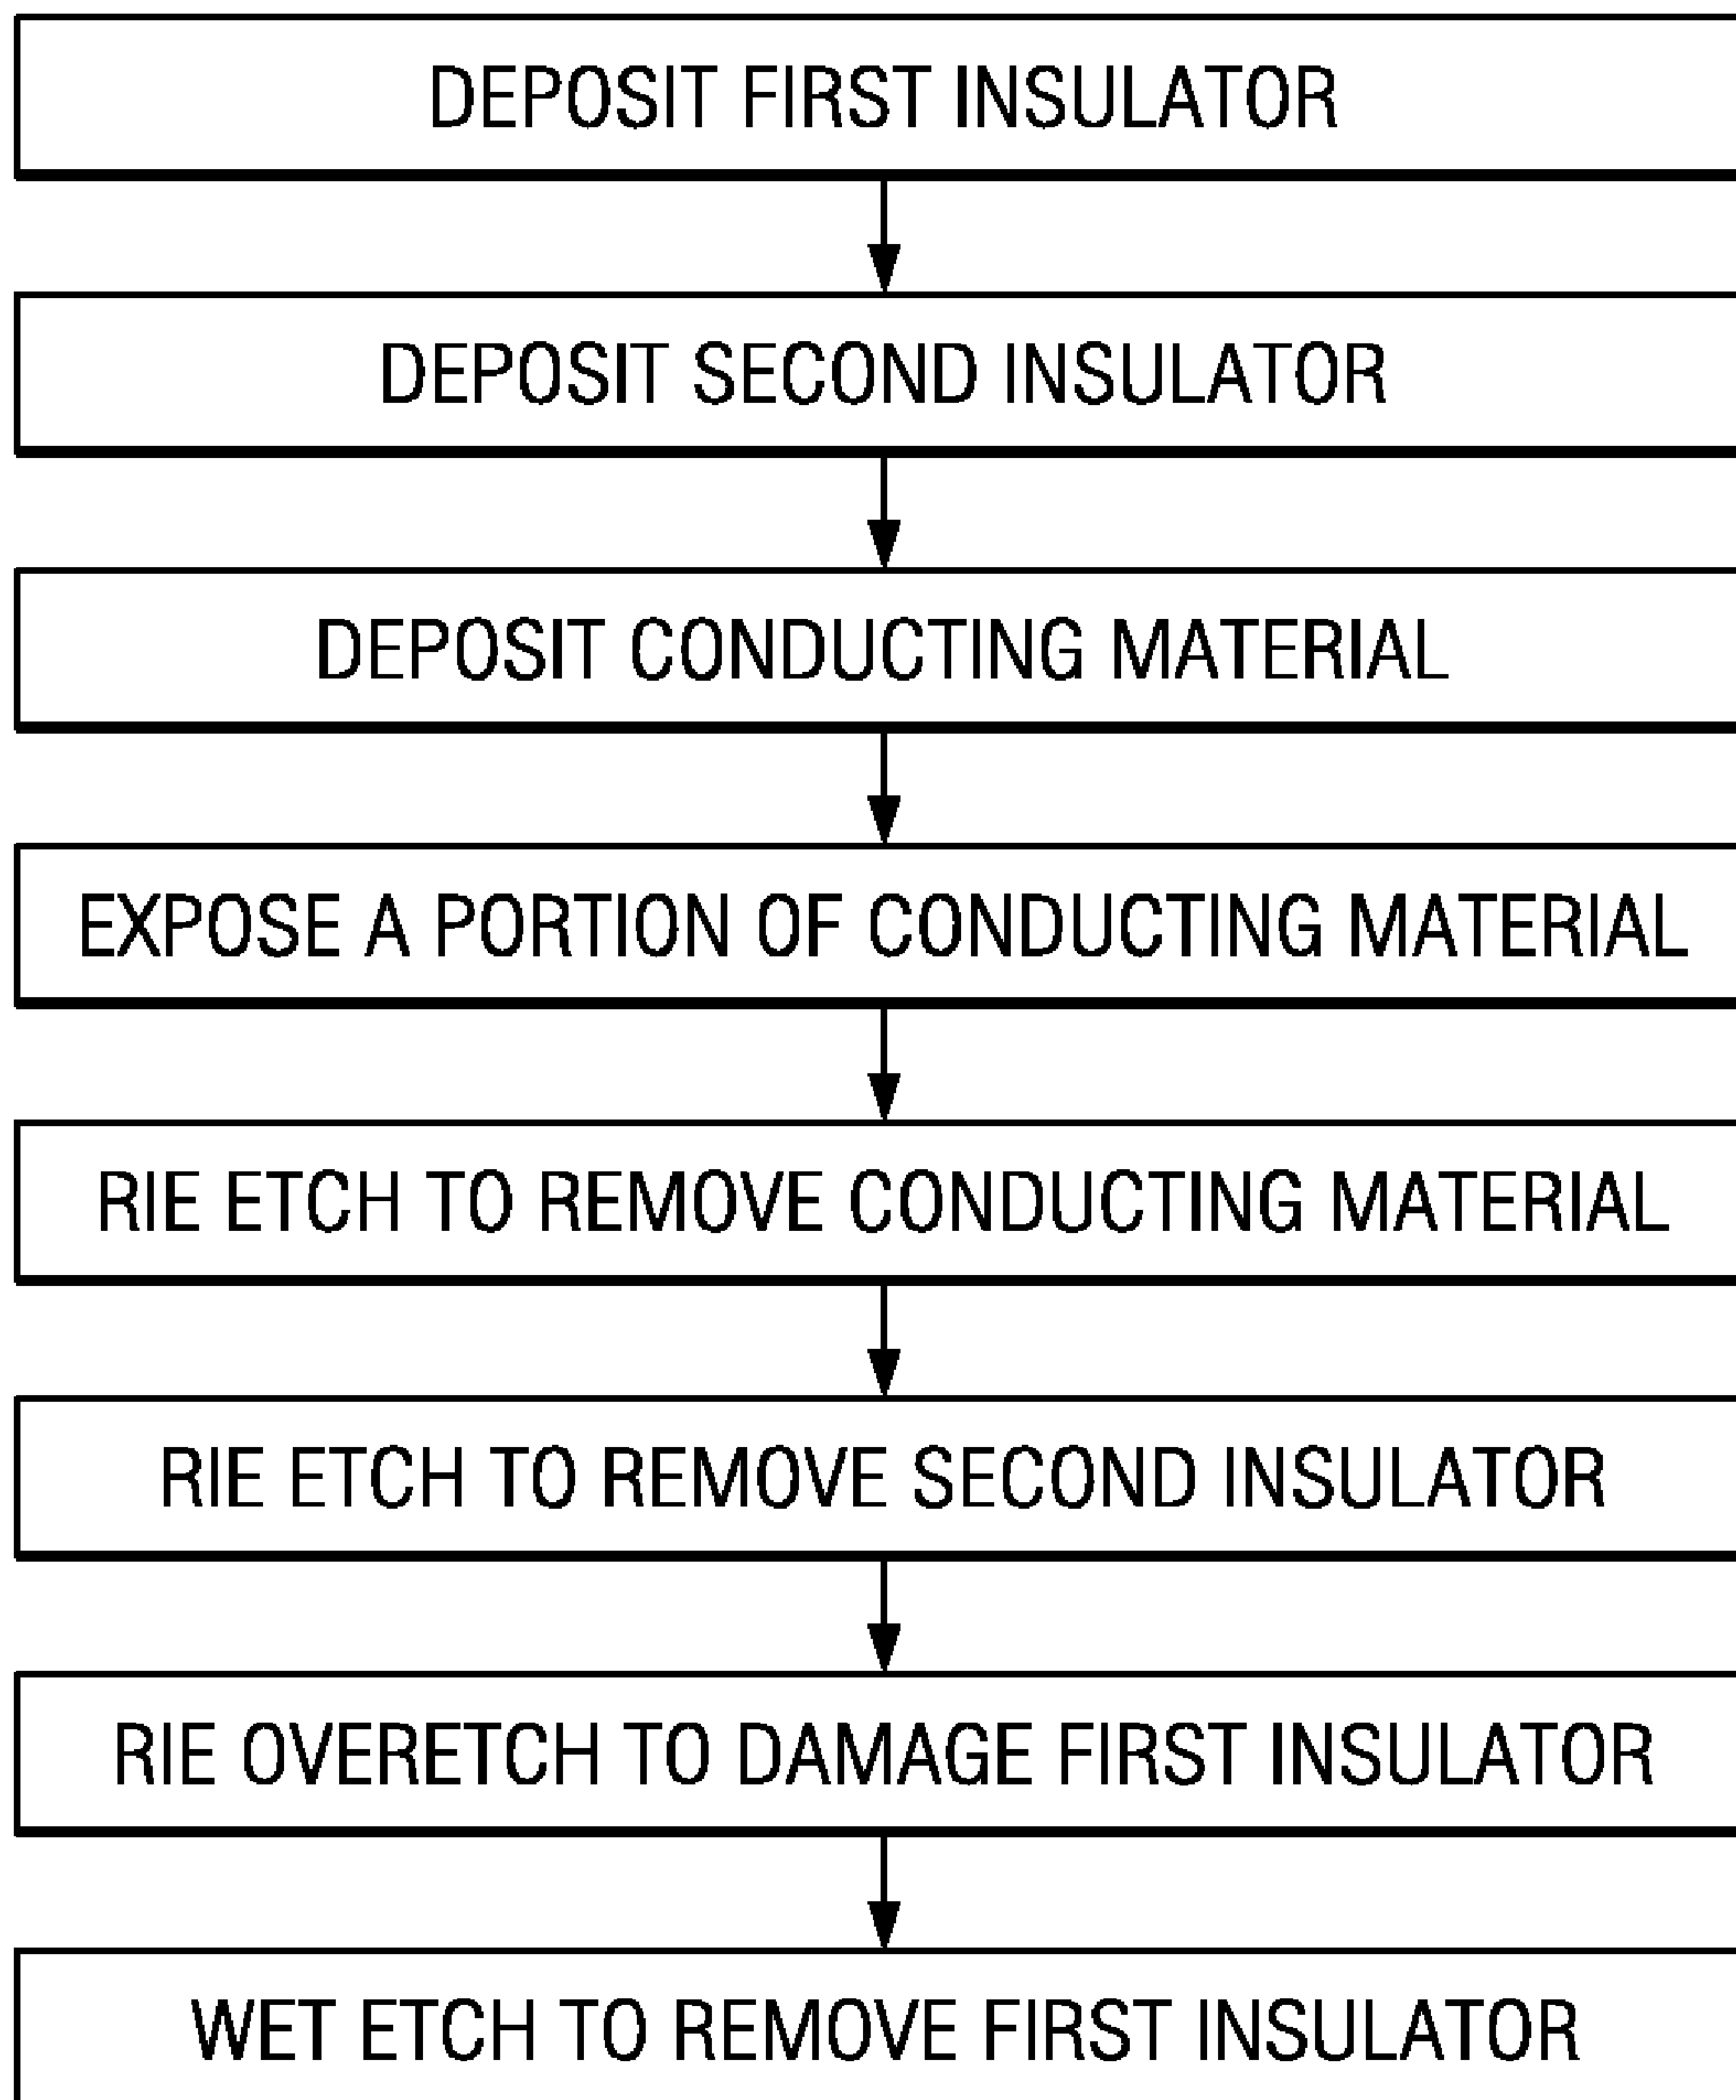 DEPOSIT FIRST INSULATOR
DEPOSIT SECOND INSULATOR
DEPOSIT CONDUCTING MATERIAL
EXPOSE A PORTION OF CONDUCTING MATERIAL
RIE ETCH TO REMOVE CONDUCTING MATERIAL
RIE ETCH TO REMOVE SECOND INSULATOR
RIE OVERETCH TO DAMAGE FIRST INSULATOR
WET ETCH TO REMOVE FIRST INSULATOR